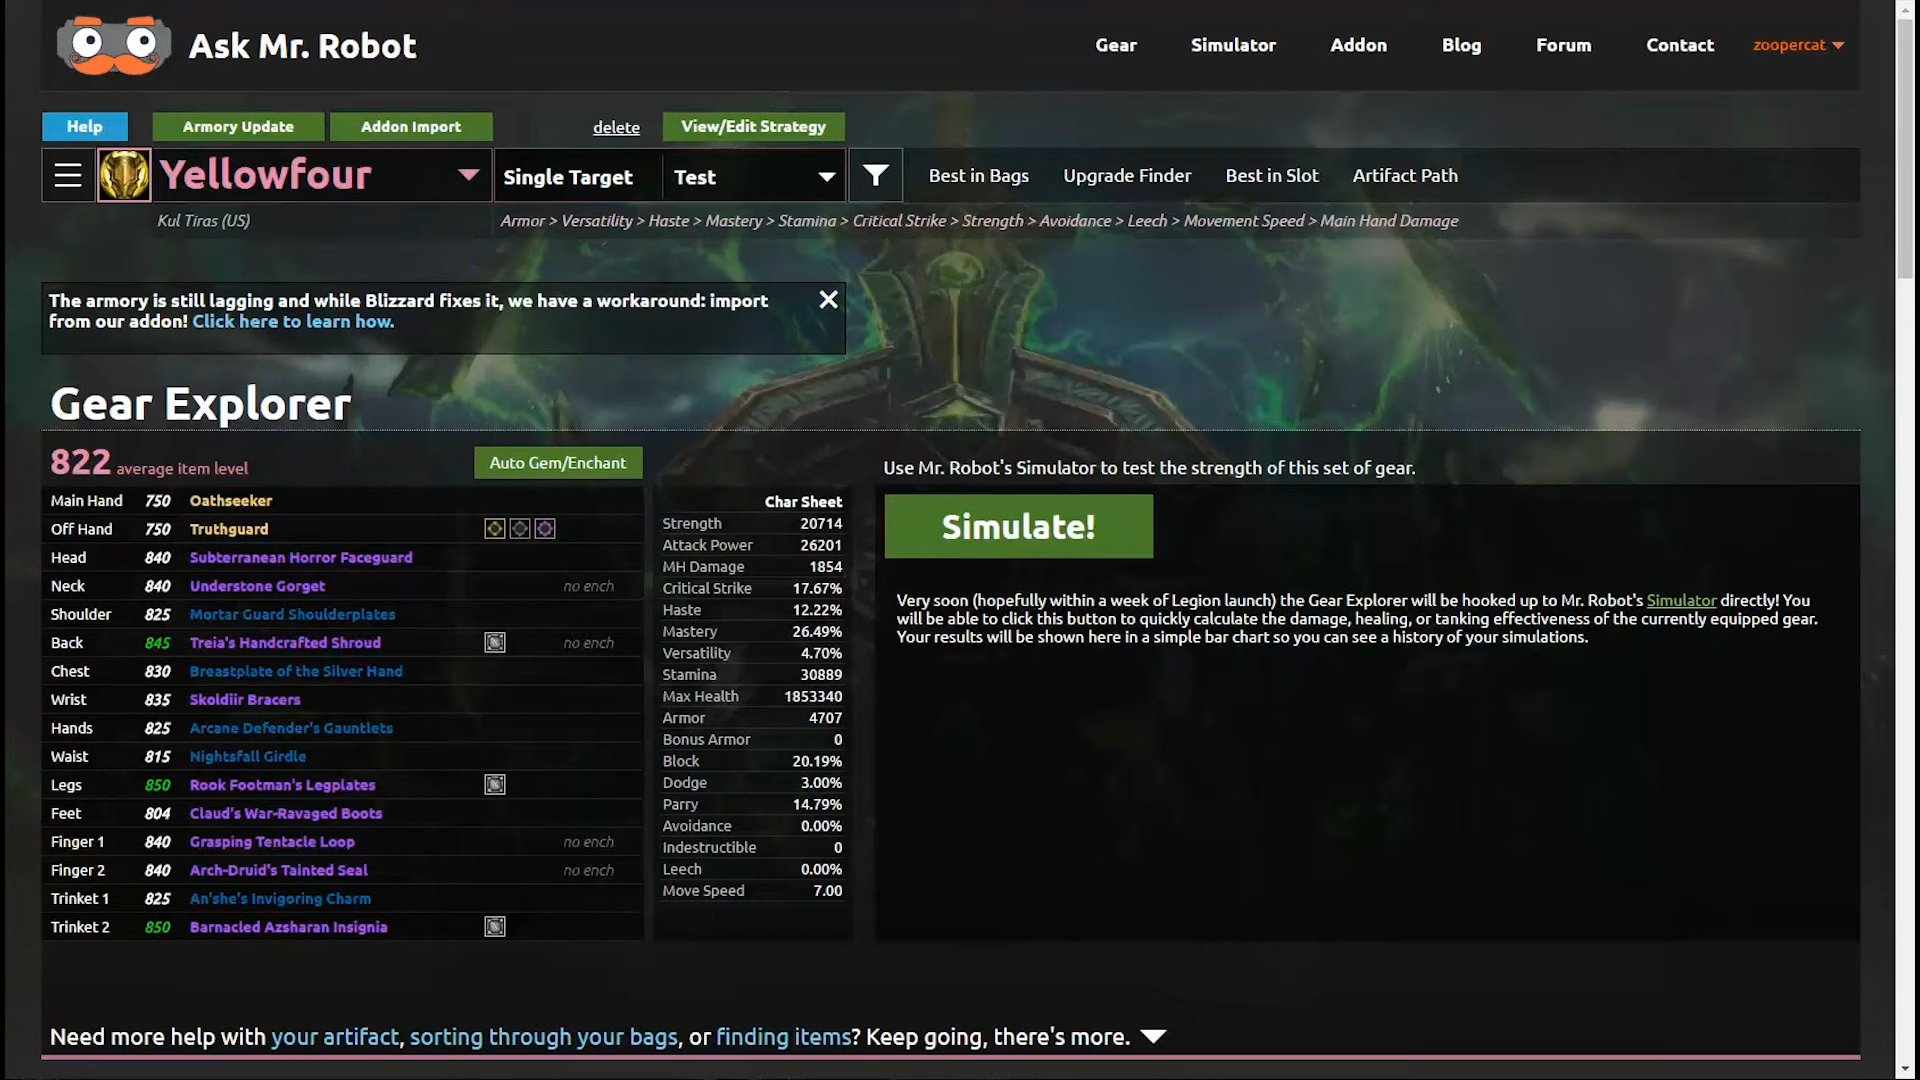 Ask Mr. Robot
Gear Simulator Addon Blog Forum Contact zoopercat
Help Armory Update Addon Import delete View/Edit Strategy
Yellowfour Single Target Test Best in Bags Upgrade Finder Best in Slot Artifact Path
Kul Tiras (US) Armor > Versatility > Haste > Mastery > Stamina > Critical Strike > Strength > Avoidance > Leech > Movement Speed > Main Hand Damage
The armory is still lagging and while Blizzard fixes it, we have a workaround: import
from our addon! Click here to learn how.
Gear Explorer
822 average item level Auto Gem/Enchant
Main Hand 750 Oathseeker
Off Hand 750 Truthguard
Head 840 Subterranean Horror Faceguard
Neck 840 Understone Gorget no ench
Shoulder 825 Mortar Guard Shoulderplates
Back 845 Treia's Handcrafted Shroud no ench
Chest 830 Breastplate of the Silver Hand
Wrist 835 Skoldiir Bracers
Hands 825 Arcane Defender's Gauntlets
Waist 815 Nightsfall Girdle
Legs 850 Rook Footman's Legplates
Feet 804 Claud's War-Ravaged Boots
Finger 1 840 Grasping Tentacle Loop no ench
Finger 2 840 Arch-Druid's Tainted Seal no ench
Trinket 1 825 An'she's Invigoring Charm
Trinket 2 850 Barnacled Azsharan Insignia
Char Sheet
Strength 20714
Attack Power 26201
MH Damage 1854
Critical Strike 17.67%
Haste 12.22%
Mastery 26.49%
Versatility 4.70%
Stamina 30889
Max Health 1853340
Armor 4707
Bonus Armor 0
Block 20.19%
Dodge 3.00%
Parry 14.79%
Avoidance 0.00%
Indestructible 0
Leech 0.00%
Move Speed 7.00
Use Mr. Robot's Simulator to test the strength of this set of gear.
Simulate!
Very soon (hopefully within a week of Legion launch) the Gear Explorer will be hooked up to Mr. Robot's Simulator directly! You
will be able to click this button to quickly calculate the damage, healing, or tanking effectiveness of the currently equipped gear.
Your results will be shown here in a simple bar chart so you can see a history of your simulations.
Need more help with your artifact, sorting through your bags, or finding items? Keep going, there's more.